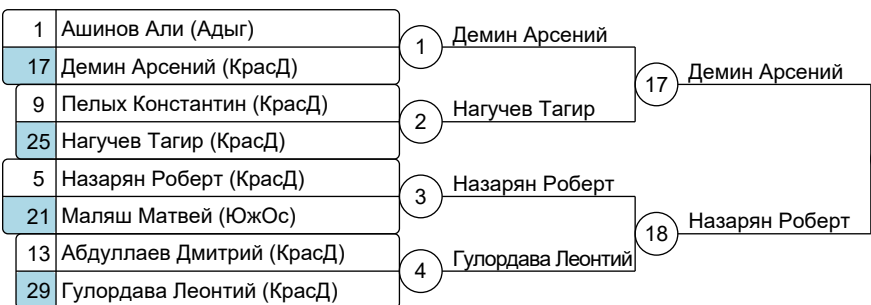 1 Ашинов Али (Адыг)
17 Демин Арсений (КрасД)
9 Пелых Константин (КрасД)
25 Нагучев Тагир (КрасД)
5 Назарян Роберт (КрасД)
21 Маляш Матвей (ЮжОс)
13 Абдуллаев Дмитрий (КрасД)
29 Гулордава Леонтий (КрасД)
1 Демин Арсений
2 Нагучев Тагир
3 Назарян Роберт
4 Гулордава Леонтий
17 Демин Арсений
18 Назарян Роберт